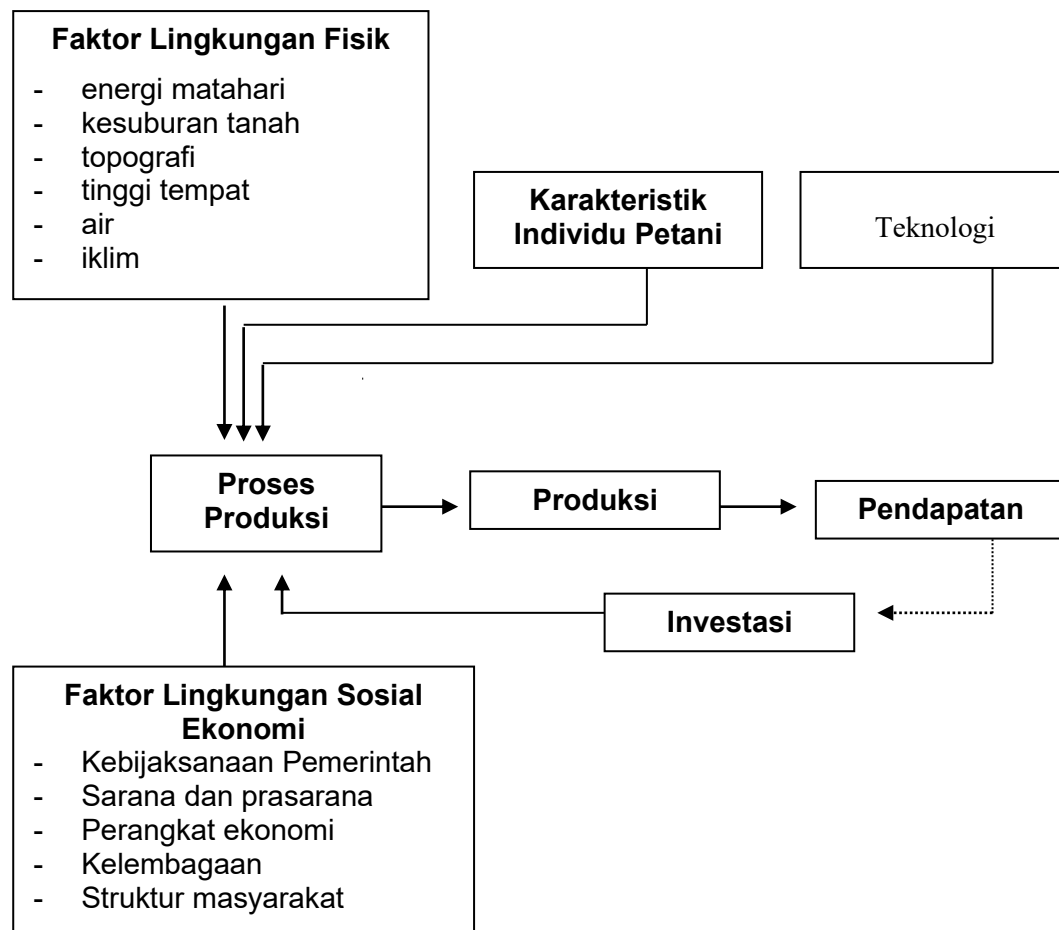 Faktor Lingkungan Fisik
- energi matahari
- kesuburan tanah
- topografi
- tinggi tempat
- air
- iklim
Karakteristik
Individu Petani
Teknologi
Proses
Produksi
Produksi
Pendapatan
Investasi
Faktor Lingkungan Sosial
Ekonomi
- Kebijaksanaan Pemerintah
- Sarana dan prasarana
- Perangkat ekonomi
- Kelembagaan
- Struktur masyarakat